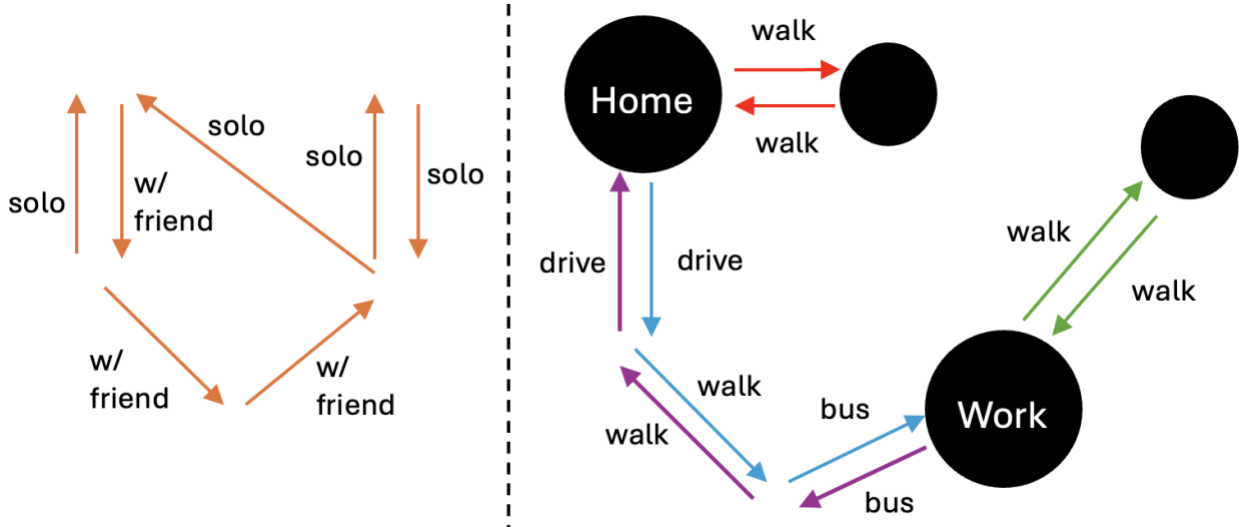 solo
w/
friend
solo
solo
solo
w/
friend
w/
friend
Home
walk
walk
drive
drive
walk
walk
bus
bus
Work
walk
walk